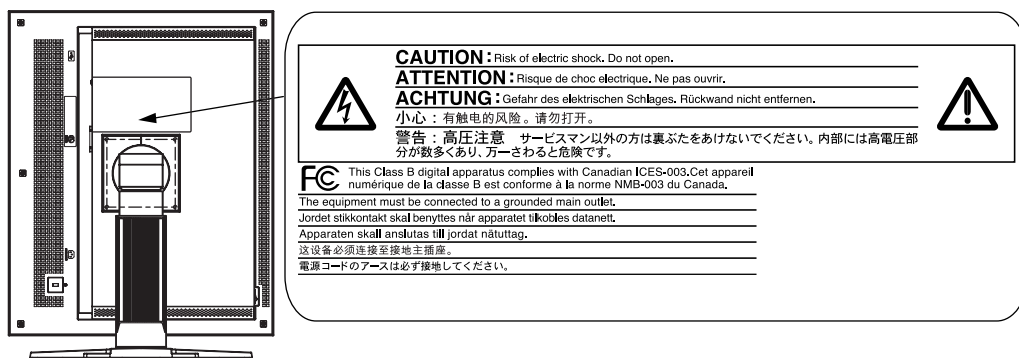 CAUTION : Risk of electric shock. Do not open.
ATTENTION : Risque de choc electrique. Ne pas ouvrir.
ACHTUNG : Gefahr des elektrischen Schlages. Rückwand nicht entfernen.
小心 : 有触电的风险。请勿打开。
警告 : 高圧注意 サービスマン以外の方は裏ぶたをあけないでください。内部には高電圧部
分が数多くあり、万一さわると危険です。
FC This Class B digital apparatus complies with Canadian ICES-003.Cet appareil
numérique de la classe B est conforme à la norme NMB-003 du Canada.
The equipment must be connected to a grounded main outlet.
Jordet stikkontakt skal benyttes når apparatet tilkobles datanett.
Apparaten skall anslutas till jordat nätuttag.
这设备必须连接至接地主插座。
電源コードのアースは必ず接地してください。